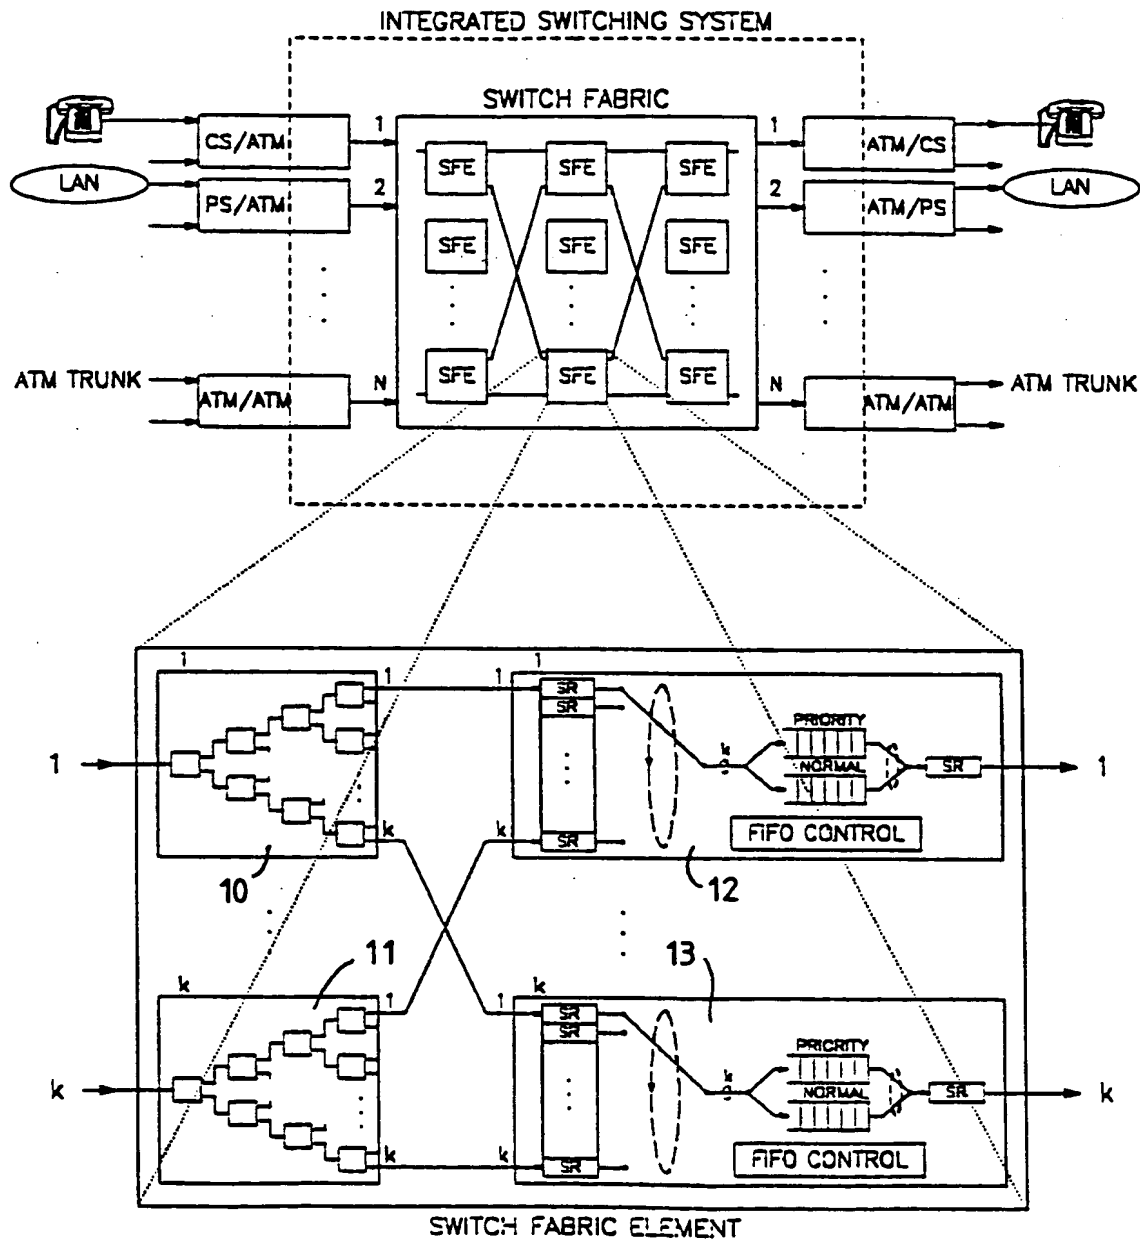 INTEGRATED SWITCHING SYSTEM
SWITCH FABRIC
CS/ATM 1 SFE SFE SFE 1 ATM/CS
LAN PS/ATM 2 2 ATM/PS LAN
SFE SFE SFE
ATM TRUNK ATM/ATM N SFE SFE SFE N ATM/ATM ATM TRUNK
1 1 1 1
SR
SR
PRIORITY
1 NORMAL SR 1
k
k k SR FIFO CONTROL
10 12
11 13
k 1 1 k
SR
SR
PRIORITY
k NORMAL SR k
k
k k SR FIFO CONTROL
SWITCH FABRIC ELEMENT